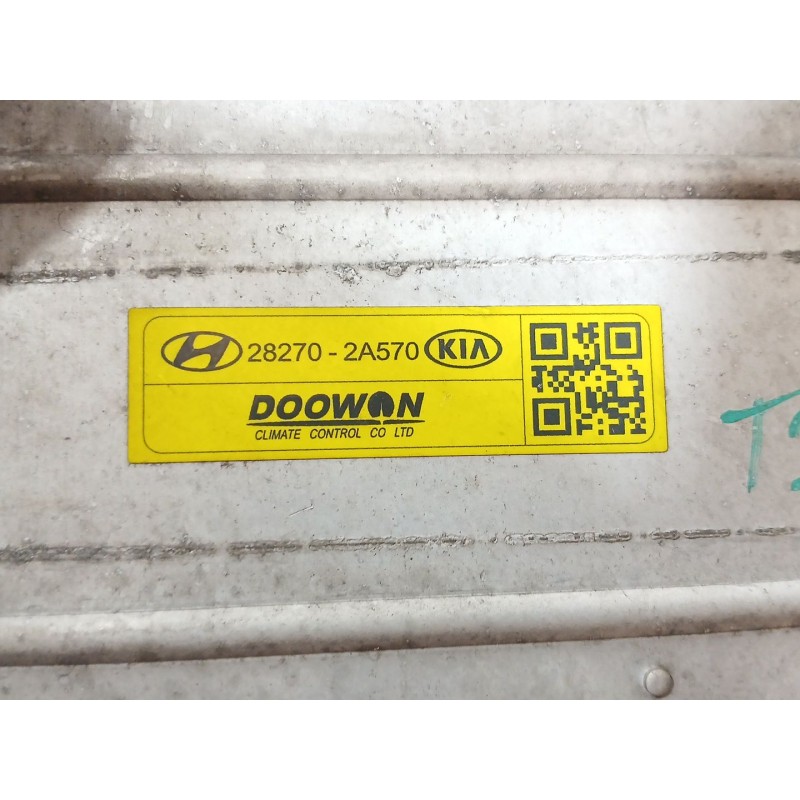 28270 - 2A570 KIA
DOOWON
CLIMATE CONTROL CO LTD